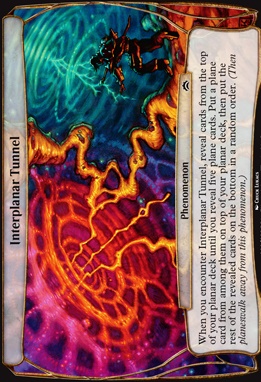 Interplanar Tunnel
Phenomenon
When you encounter Interplanar Tunnel, reveal cards from the top
of your planar deck until you reveal five plane cards. Put a plane
card from among them on top of your planar deck, then put the
rest of the revealed cards on the bottom in a random order. (Then
planeswalk away from this phenomenon.)
Chuck Lukacs